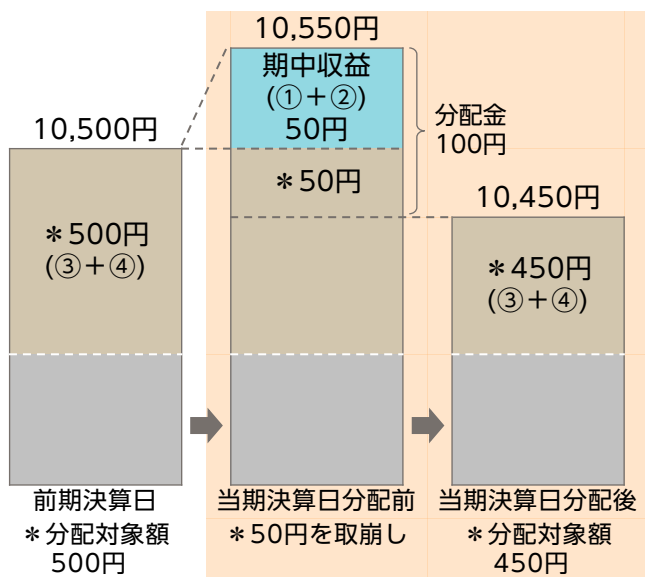 10,550円
期中収益
(①＋②)
50円
分配金
100円
10,500円
＊50円
10,450円
＊500円
(③＋④)
＊450円
(③＋④)
前期決算日
当期決算日分配前
当期決算日分配後
＊分配対象額
500円
＊50円を取崩し
＊分配対象額
450円